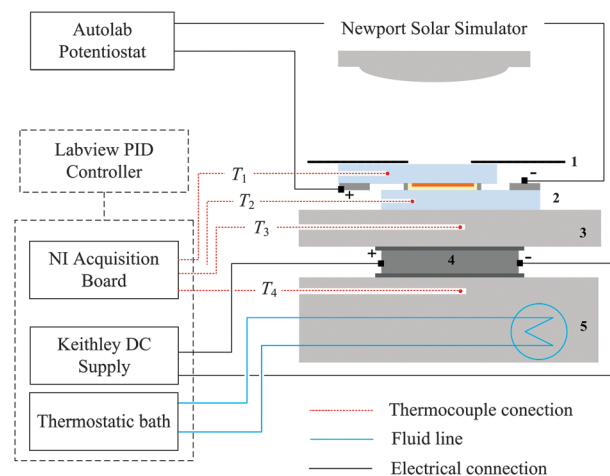 Autolab
Potentiostat
Newport Solar Simulator
Labview PID
Controller
NI Acquisition
Board
Keithley DC
Supply
Thermostatic bath
T1
T2
T3
T4
+
-
1
2
3
+
4
-
5
Thermocouple conection
Fluid line
Electrical connection